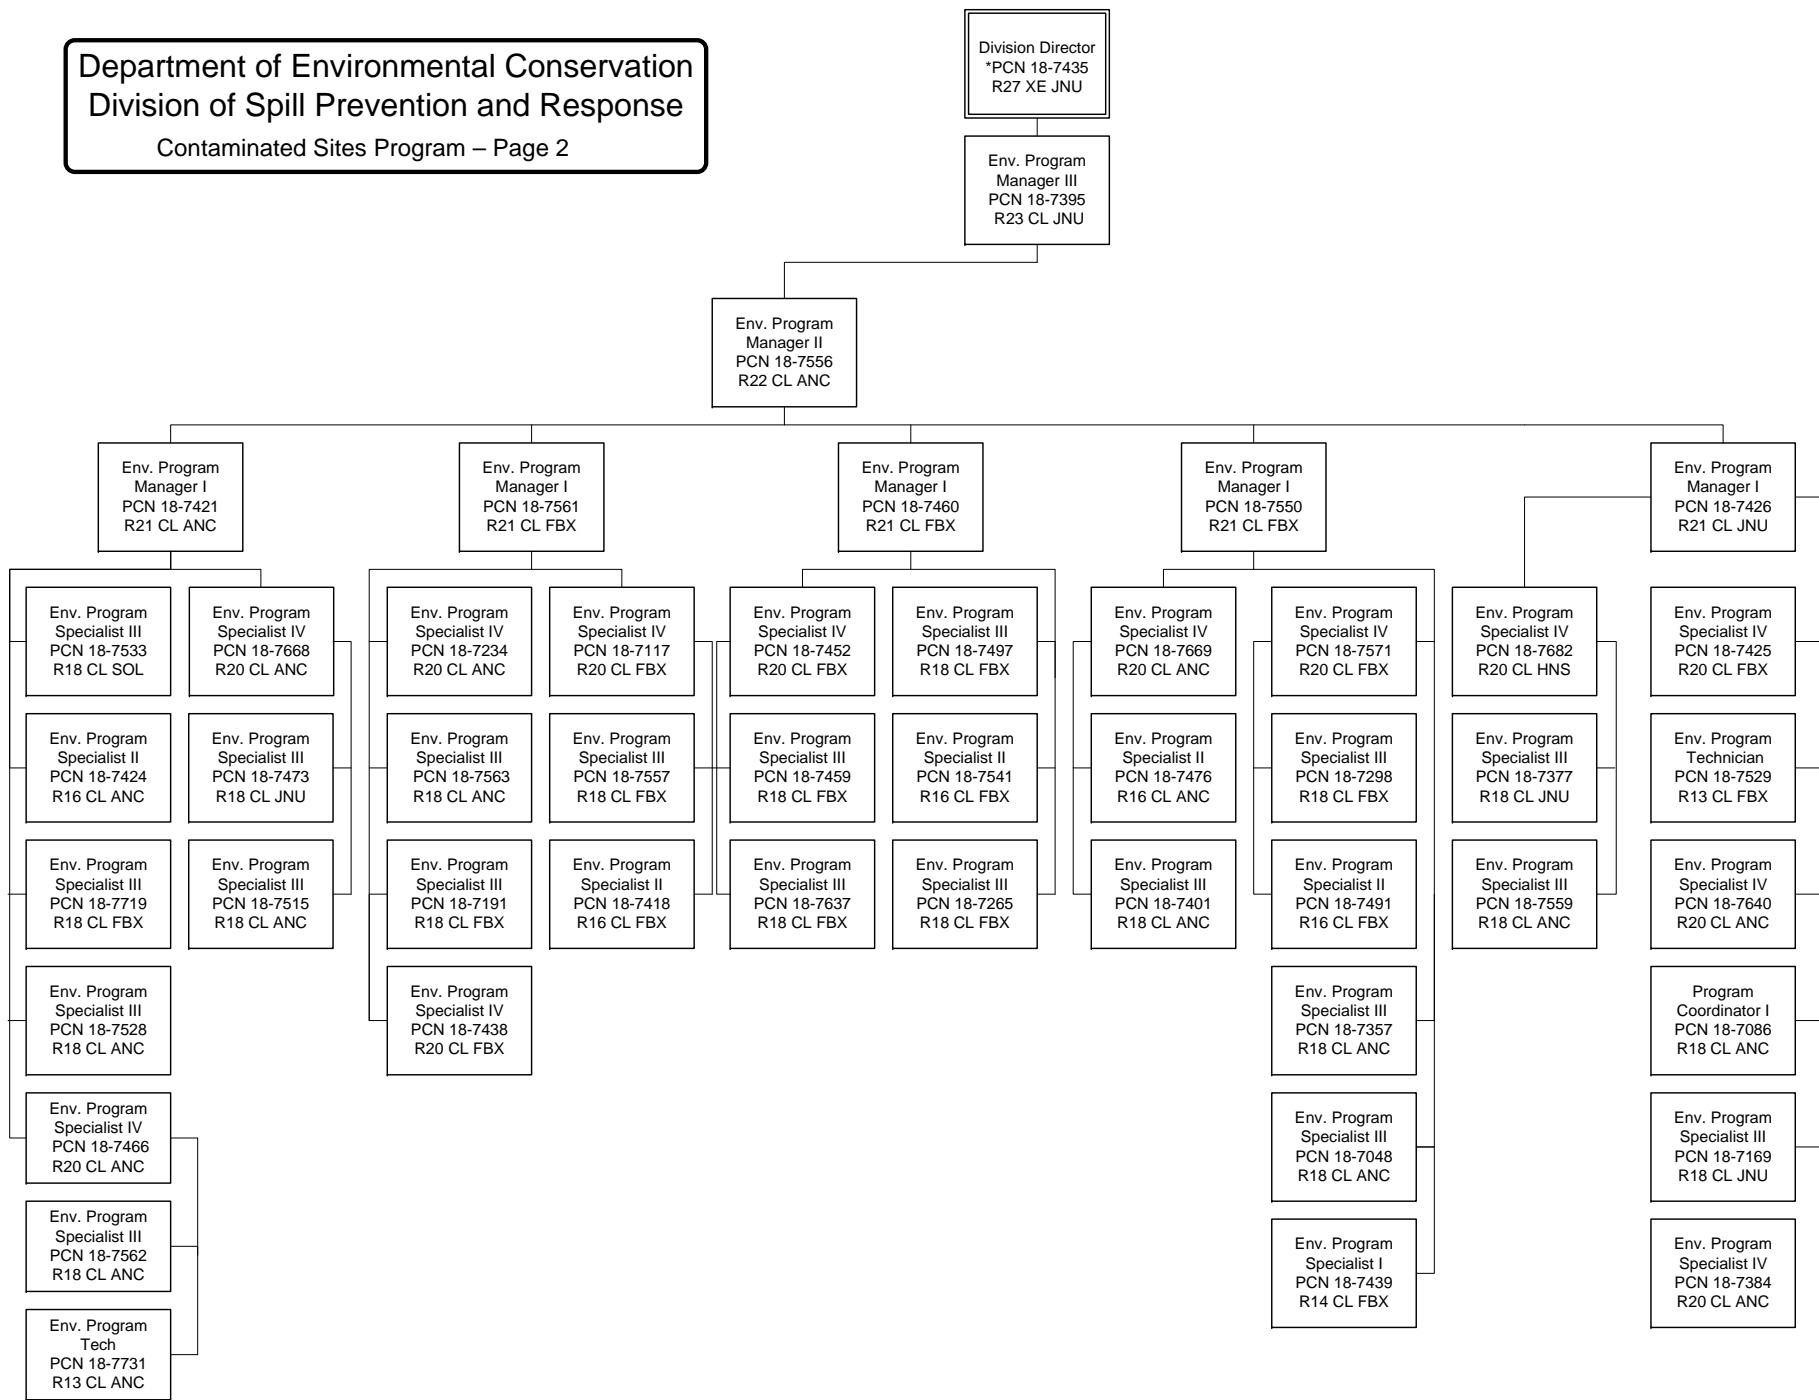 Department of Environmental Conservation
Division of Spill Prevention and Response
Contaminated Sites Program – Page 2
Division Director
*PCN 18-7435
R27 XE JNU
Env. Program
Manager III
PCN 18-7395
R23 CL JNU
Env. Program
Manager II
PCN 18-7556
R22 CL ANC
Env. Program
Manager I
PCN 18-7421
R21 CL ANC
Env. Program
Manager I
PCN 18-7561
R21 CL FBX
Env. Program
Manager I
PCN 18-7460
R21 CL FBX
Env. Program
Manager I
PCN 18-7550
R21 CL FBX
Env. Program
Manager I
PCN 18-7426
R21 CL JNU
Env. Program
Specialist III
PCN 18-7533
R18 CL SOL
Env. Program
Specialist IV
PCN 18-7668
R20 CL ANC
Env. Program
Specialist IV
PCN 18-7234
R20 CL ANC
Env. Program
Specialist IV
PCN 18-7117
R20 CL FBX
Env. Program
Specialist IV
PCN 18-7452
R20 CL FBX
Env. Program
Specialist III
PCN 18-7497
R18 CL FBX
Env. Program
Specialist IV
PCN 18-7669
R20 CL ANC
Env. Program
Specialist IV
PCN 18-7571
R20 CL FBX
Env. Program
Specialist IV
PCN 18-7682
R20 CL HNS
Env. Program
Specialist IV
PCN 18-7425
R20 CL FBX
Env. Program
Specialist II
PCN 18-7424
R16 CL ANC
Env. Program
Specialist III
PCN 18-7473
R18 CL JNU
Env. Program
Specialist III
PCN 18-7563
R18 CL ANC
Env. Program
Specialist III
PCN 18-7557
R18 CL FBX
Env. Program
Specialist III
PCN 18-7459
R18 CL FBX
Env. Program
Specialist II
PCN 18-7541
R16 CL FBX
Env. Program
Specialist II
PCN 18-7476
R16 CL ANC
Env. Program
Specialist III
PCN 18-7298
R18 CL FBX
Env. Program
Specialist III
PCN 18-7377
R18 CL JNU
Env. Program
Technician
PCN 18-7529
R13 CL FBX
Env. Program
Specialist III
PCN 18-7719
R18 CL FBX
Env. Program
Specialist III
PCN 18-7515
R18 CL ANC
Env. Program
Specialist III
PCN 18-7191
R18 CL FBX
Env. Program
Specialist II
PCN 18-7418
R16 CL FBX
Env. Program
Specialist III
PCN 18-7637
R18 CL FBX
Env. Program
Specialist III
PCN 18-7265
R18 CL FBX
Env. Program
Specialist III
PCN 18-7401
R18 CL ANC
Env. Program
Specialist II
PCN 18-7491
R16 CL FBX
Env. Program
Specialist III
PCN 18-7559
R18 CL ANC
Env. Program
Specialist IV
PCN 18-7640
R20 CL ANC
Env. Program
Specialist III
PCN 18-7528
R18 CL ANC
Env. Program
Specialist IV
PCN 18-7438
R20 CL FBX
Env. Program
Specialist III
PCN 18-7357
R18 CL ANC
Program
Coordinator I
PCN 18-7086
R18 CL ANC
Env. Program
Specialist IV
PCN 18-7466
R20 CL ANC
Env. Program
Specialist III
PCN 18-7048
R18 CL ANC
Env. Program
Specialist III
PCN 18-7169
R18 CL JNU
Env. Program
Specialist III
PCN 18-7562
R18 CL ANC
Env. Program
Specialist I
PCN 18-7439
R14 CL FBX
Env. Program
Specialist IV
PCN 18-7384
R20 CL ANC
Env. Program
Tech
PCN 18-7731
R13 CL ANC